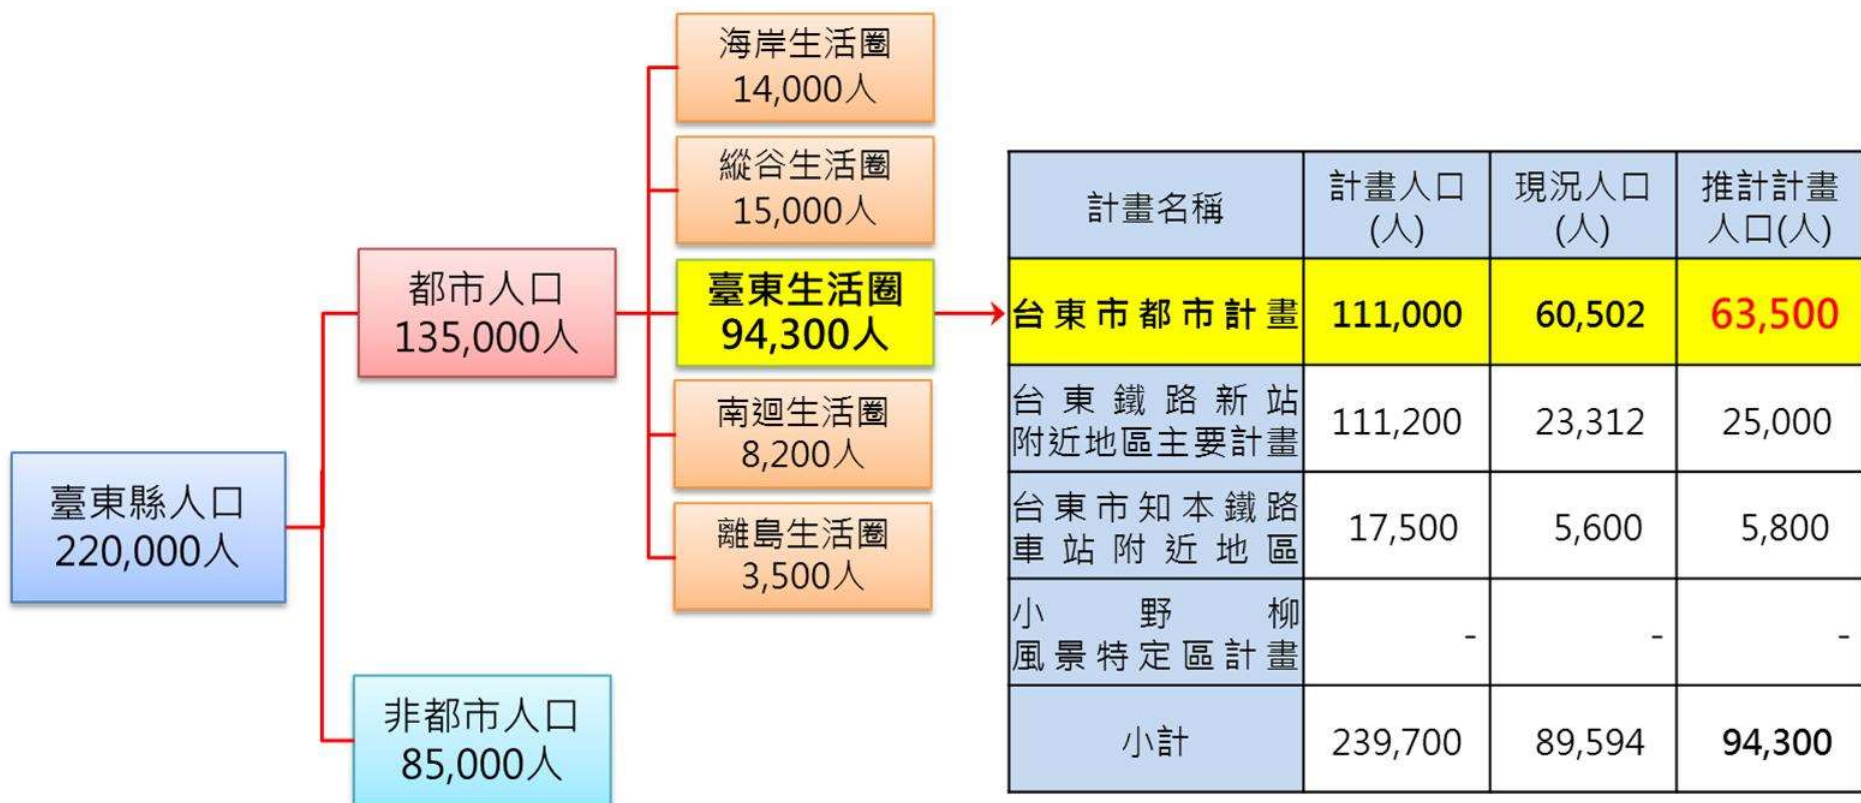 海岸生活圈
14,000人
縱谷生活圈
15,000人
都市人口
135,000人
臺東生活圈
94,300人
南迴生活圈
8,200人
離島生活圈
3,500人
臺東縣人口
220,000人
非都市人口
85,000人
計畫名稱
計畫人口
(人)
現況人口
(人)
推計計畫
人口(人)
台東市都市計畫
111,000
60,502
63,500
台東鐵路新站
附近地區主要計畫
111,200
23,312
25,000
台東市知本鐵路
車站附近地區
17,500
5,600
5,800
小野柳
風景特定區計畫
-
-
-
小計
239,700
89,594
94,300